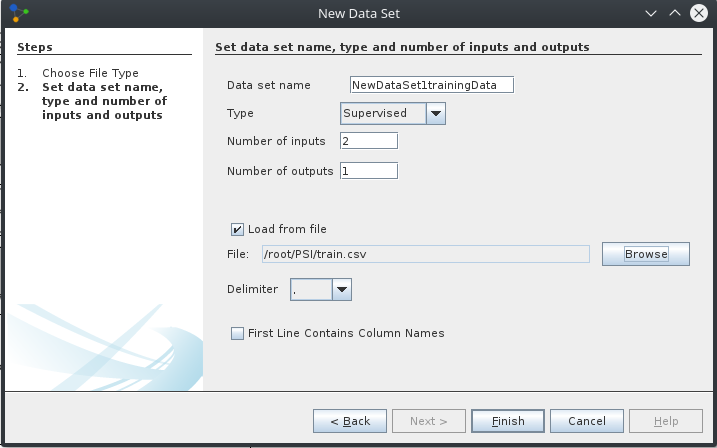 New Data Set
Steps
1. Choose File Type
2. Set data set name,
type and number of
inputs and outputs
Set data set name, type and number of inputs and outputs
Data set name NewDataSet1trainingData
Type Supervised
Number of inputs 2
Number of outputs 1
Load from file
File: /root/PSI/train.csv Browse
Delimiter ,
First Line Contains Column Names
< Back Next > Finish Cancel Help